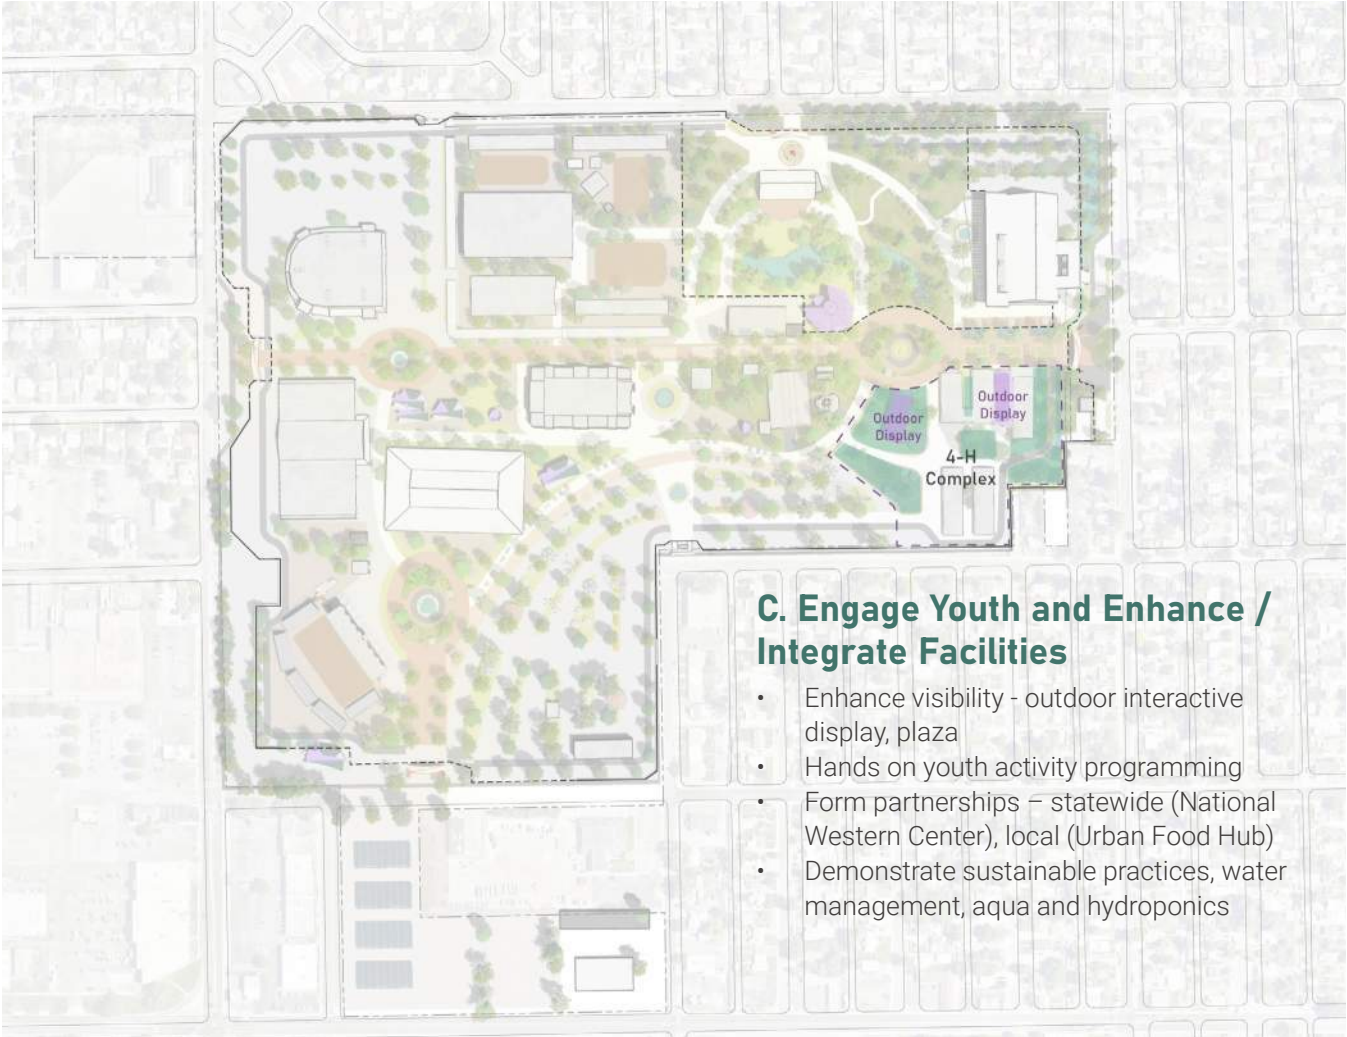 Outdoor
Display
Outdoor
Display
4-H
Complex
C. Engage Youth and Enhance /
Integrate Facilities
• Enhance visibility - outdoor interactive
display, plaza
• Hands on youth activity programming
• Form partnerships – statewide (National
Western Center), local (Urban Food Hub)
• Demonstrate sustainable practices, water
management, aqua and hydroponics